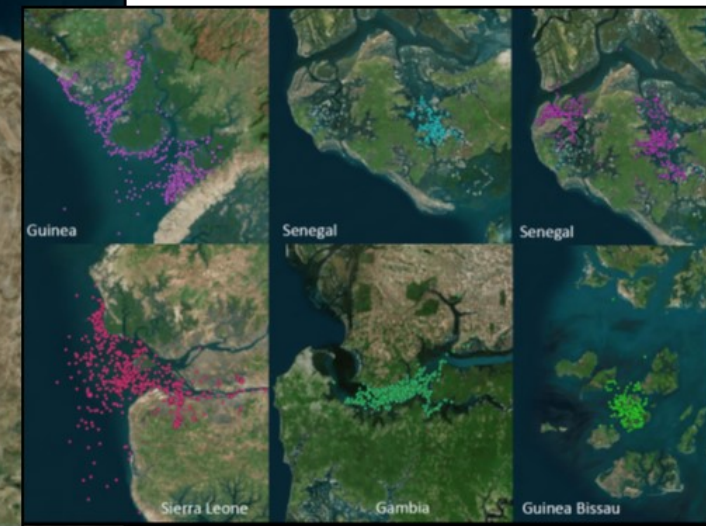 Guinea
Senegal
Senegal
Sierra Leone
Gambia
Guinea Bissau